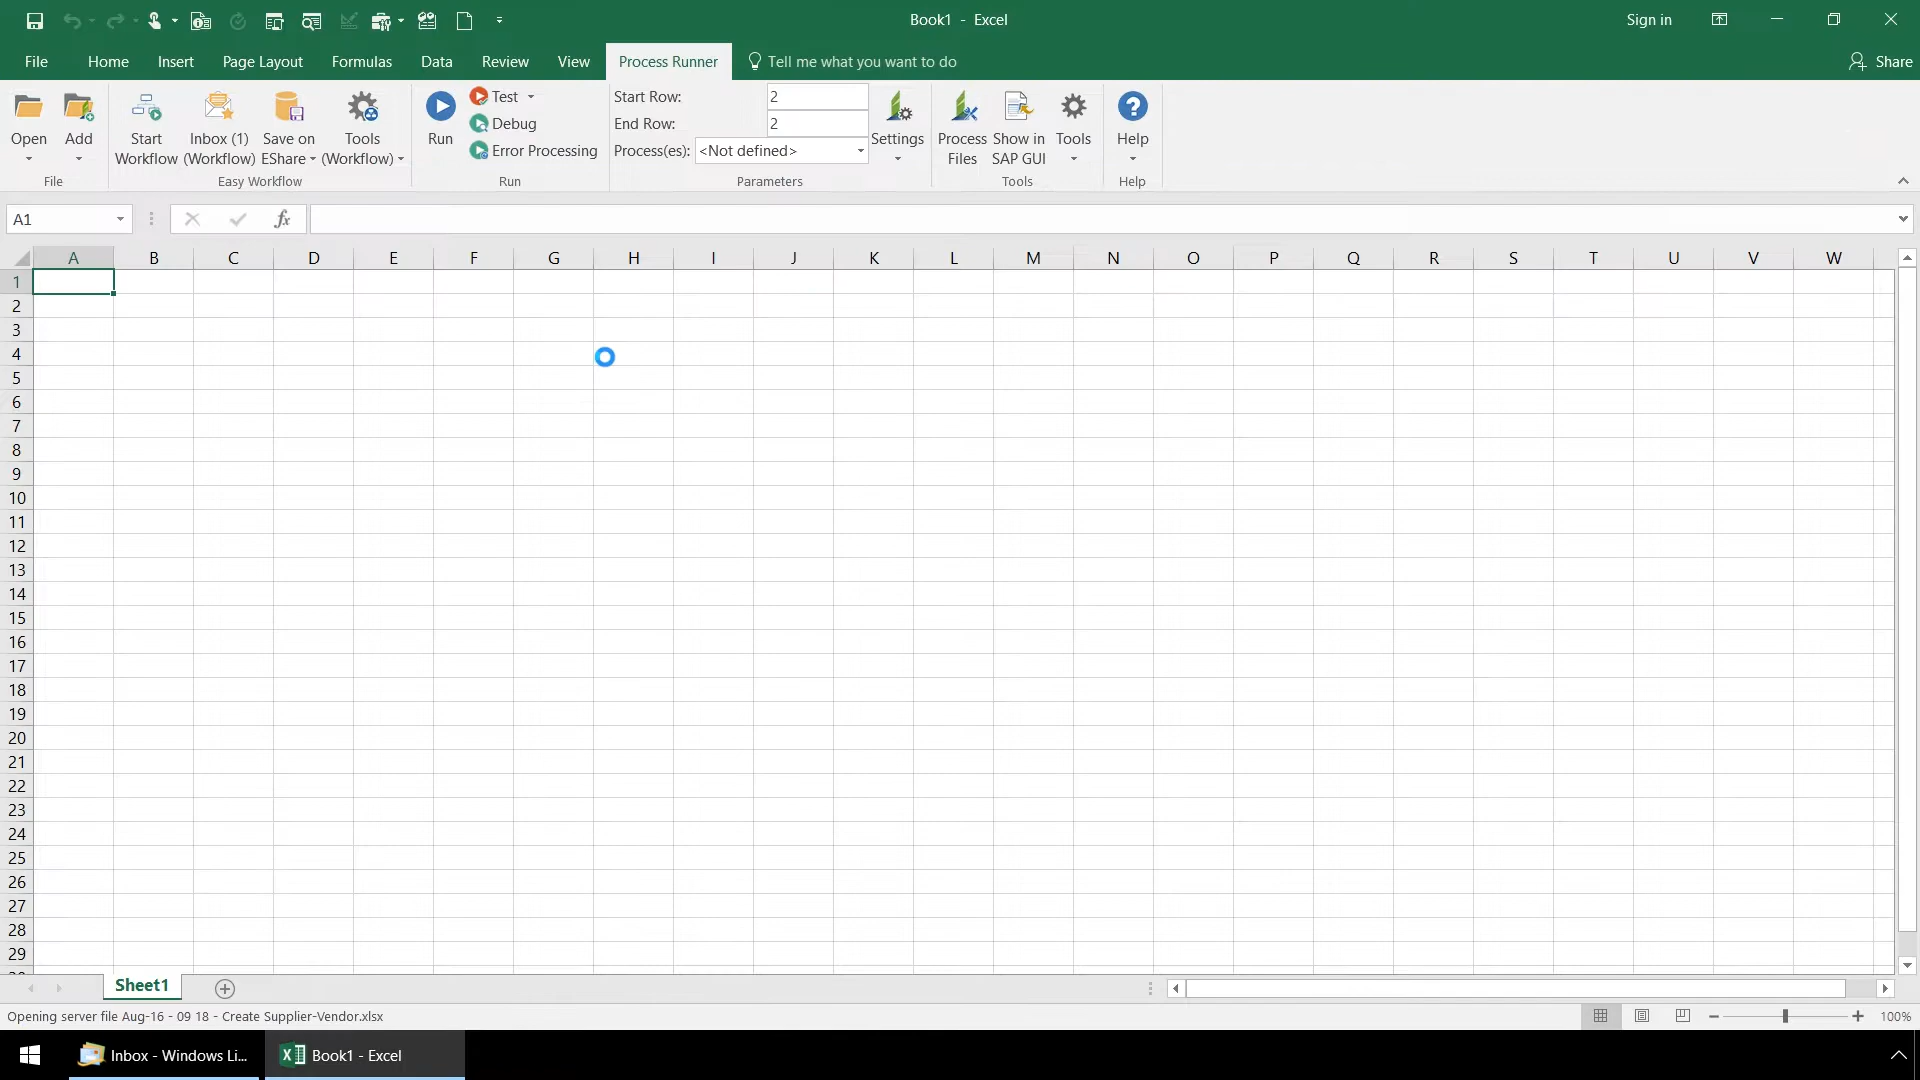 Book1 - Excel
Sign in
File Home Insert Page Layout Formulas Data Review View Process Runner Tell me what you want to do Share
Open
Add
File
Start Workflow
Inbox (1) (Workflow)
Save on EShare
Tools (Workflow)
Easy Workflow
Run
Test
Debug
Error Processing
Run
Start Row: 2
End Row: 2
Process(es): <Not defined>
Settings
Parameters
Process Files
Show in SAP GUI
Tools
Tools
Help
Help
A1 fx
A B C D E F G H I J K L M N O P Q R S T U V W
1
2
3
4
5
6
7
8
9
10
11
12
13
14
15
16
17
18
19
20
21
22
23
24
25
26
27
28
29
Sheet1
Opening server file Aug-16 - 09 18 - Create Supplier-Vendor.xlsx
100%
Inbox - Windows Li...
Book1 - Excel